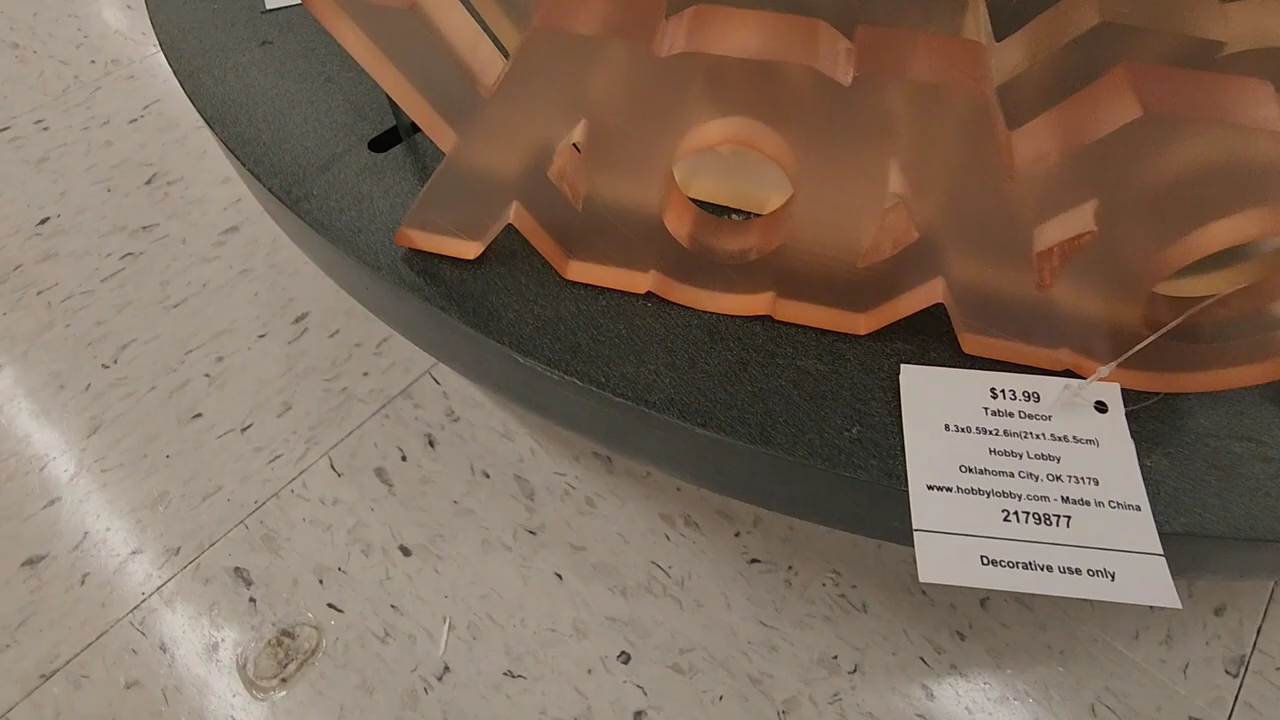 $13.99
Table Decor
8.3x0.59x2.6in(21x1.5x6.5cm)
Hobby Lobby
Oklahoma City, OK 73179
www.hobbylobby.com - Made in China
2179877
Decorative use only